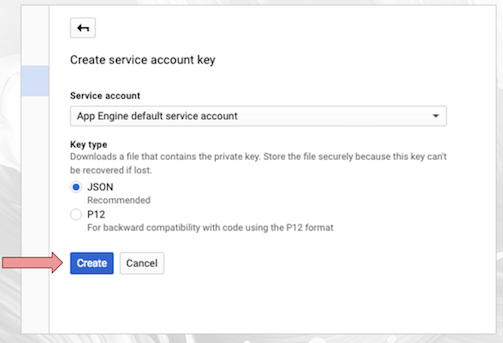 Create service account key
Service account
App Engine default service account
Key type
Downloads a file that contains the private key. Store the file securely because this key can't
be recovered if lost.
JSON
Recommended
P12
For backward compatibility with code using the P12 format
Create
Cancel